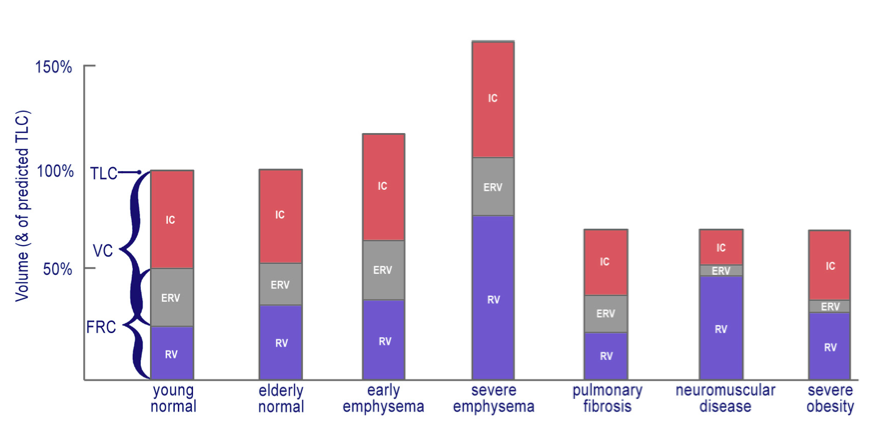 Volume (& of predicted TLC)
150%
100%
50%
TLC
VC
FRC
IC
ERV
RV
IC
ERV
RV
IC
ERV
RV
IC
ERV
RV
IC
ERV
RV
IC
ERV
RV
IC
ERV
RV
young
normal
elderly
normal
early
emphysema
severe
emphysema
pulmonary
fibrosis
neuromuscular
disease
severe
obesity